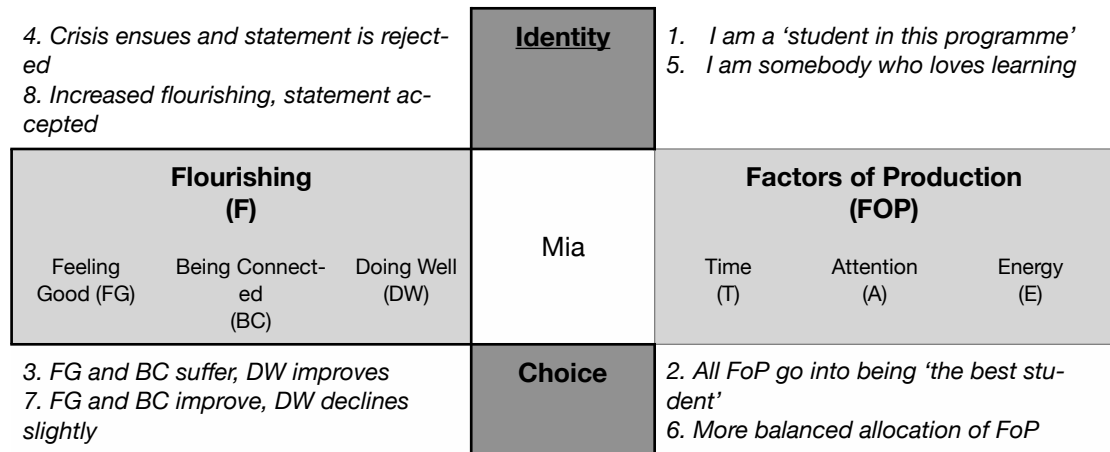 4. Crisis ensues and statement is reject-
ed
8. Increased flourishing, statement ac-
cepted
Identity
1. I am a ‘student in this programme’
5. I am somebody who loves learning
Flourishing
(F)
Feeling
Good (FG)
Being Connect-
ed
(BC)
Doing Well
(DW)
Mia
Factors of Production
(FOP)
Time
(T)
Attention
(A)
Energy
(E)
3. FG and BC suffer, DW improves
7. FG and BC improve, DW declines
slightly
Choice
2. All FoP go into being ‘the best stu-
dent’
6. More balanced allocation of FoP